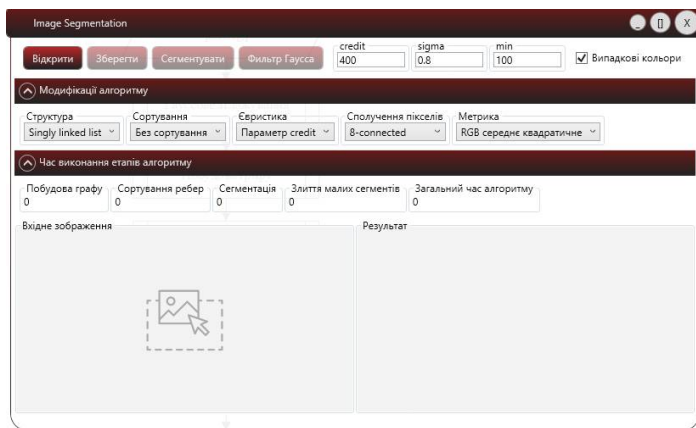 Image Segmentation
_ [] X
Відкрити Зберегти Сегментувати Фильтр Гаусса credit 400 sigma 0.8 min 100 Випадкові кольори
Модифікації алгоритму
Структура Сортування Євристика Сполучення пікселів Метрика
Singly linked list Без сортування Параметр credit 8-connected RGB середнє квадратичне
Час виконання етапів алгоритму
Побудова графу Сортування ребер Сегментація Злиття малих сегментів Загальний час алгоритму
0 0 0 0 0
Вхідне зображення Результат